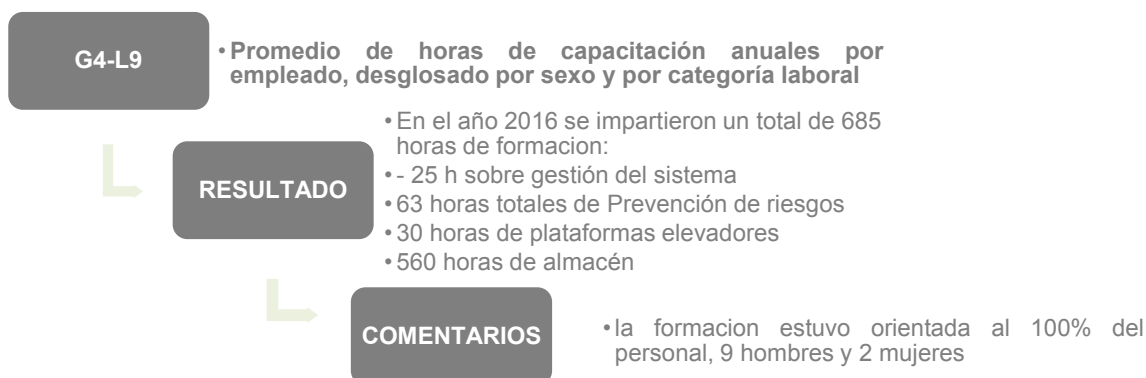 G4-L9
• Promedio de horas de capacitación anuales por
empleado, desglosado por sexo y por categoría laboral
RESULTADO
• En el año 2016 se impartieron un total de 685
horas de formacion:
• - 25 h sobre gestión del sistema
• 63 horas totales de Prevención de riesgos
• 30 horas de plataformas elevadores
• 560 horas de almacén
COMENTARIOS
• la formacion estuvo orientada al 100% del
personal, 9 hombres y 2 mujeres